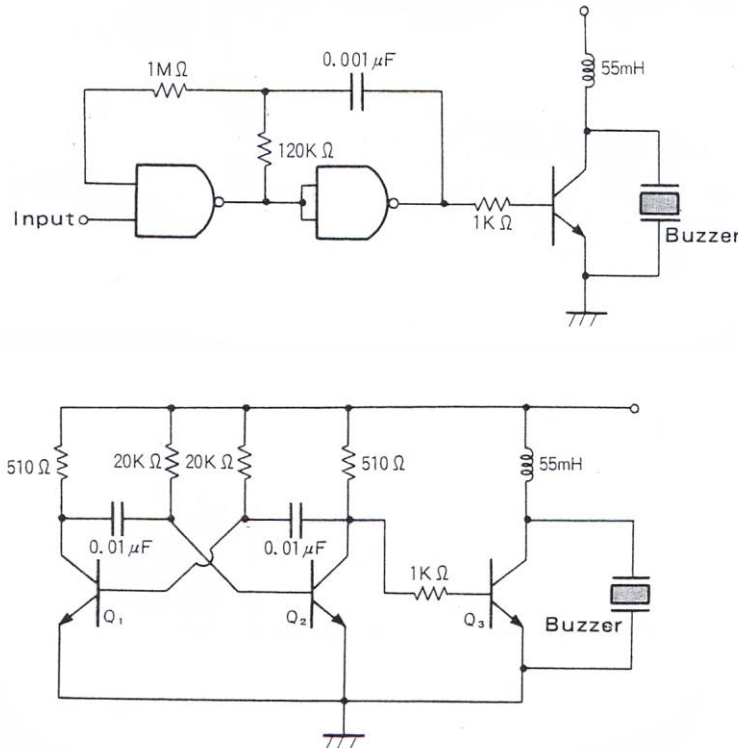 0.001μF
1MΩ
55mH
120KΩ
Input
1KΩ
Buzzer
510Ω
20KΩ
20KΩ
510Ω
55mH
0.01μF
0.01μF
1KΩ
Q₁
Q₂
Q₃
Buzzer